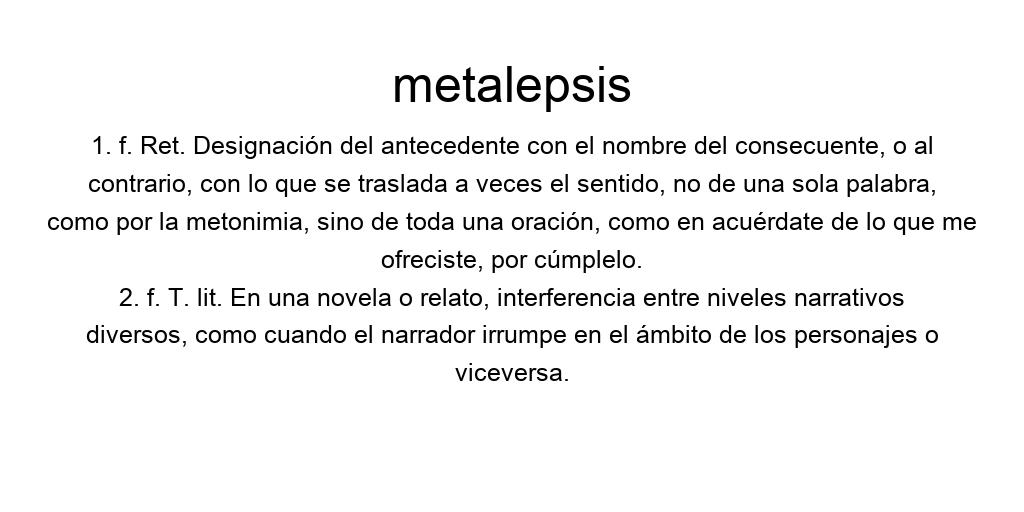 metalepsis
1. f. Ret. Designación del antecedente con el nombre del consecuente, o al
contrario, con lo que se traslada a veces el sentido, no de una sola palabra,
como por la metonimia, sino de toda una oración, como en acuérdate de lo que me
ofreciste, por cúmplelo.
2. f. T. lit. En una novela o relato, interferencia entre niveles narrativos
diversos, como cuando el narrador irrumpe en el ámbito de los personajes o
viceversa.